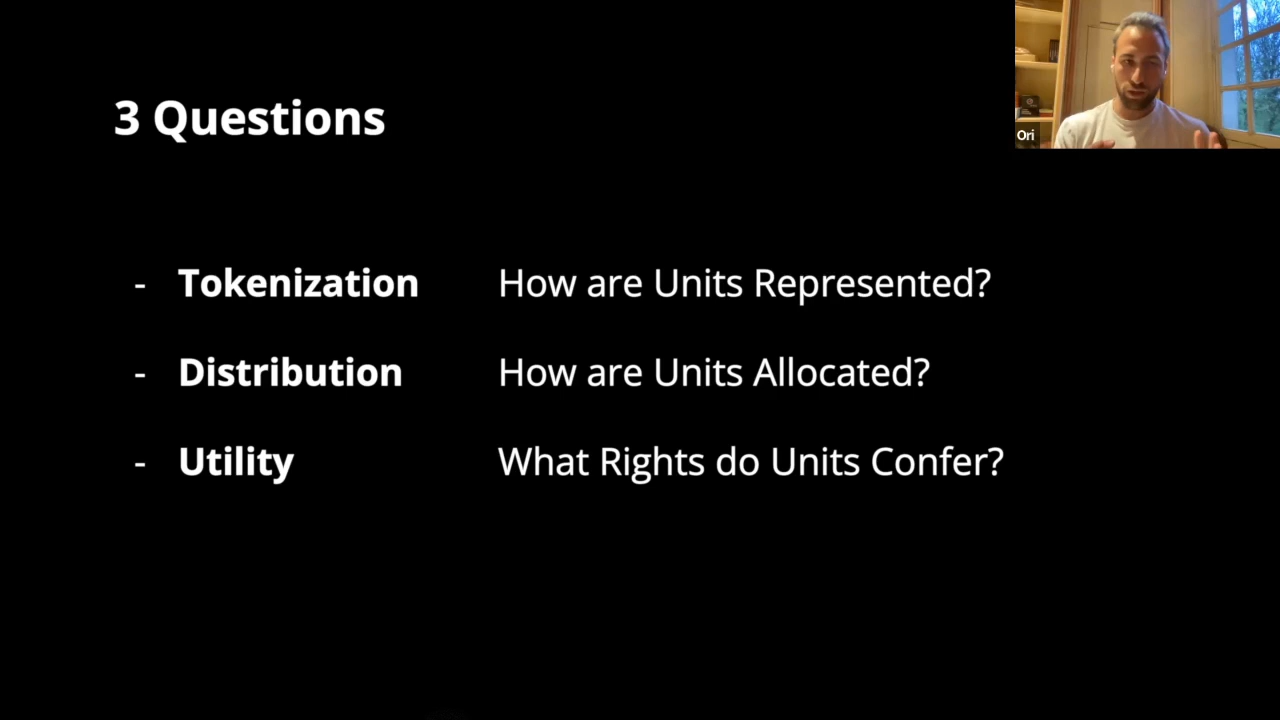 3 Questions
Ori
- Tokenization How are Units Represented?
- Distribution How are Units Allocated?
- Utility What Rights do Units Confer?